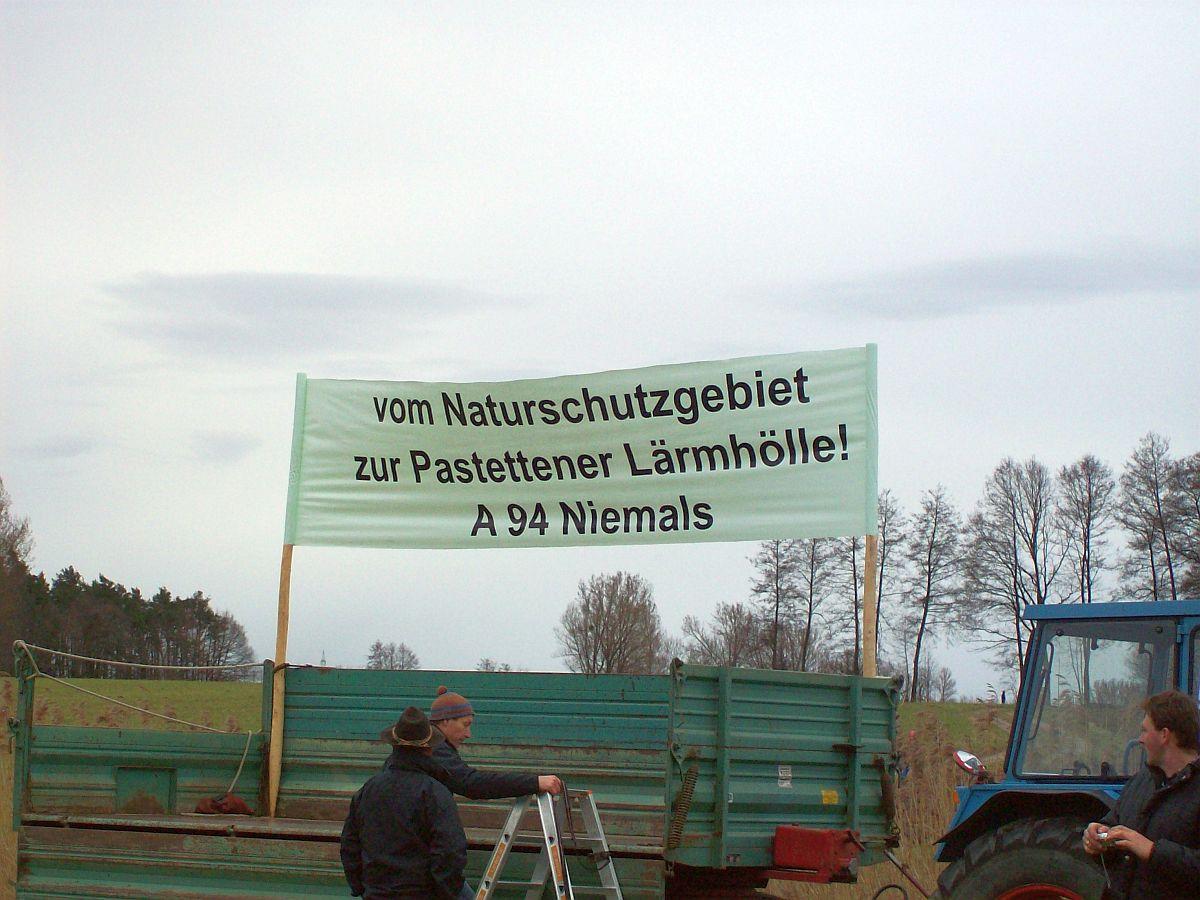 vom Naturschutzgebiet
zur Pastettener Lärmhölle!
A 94 Niemals